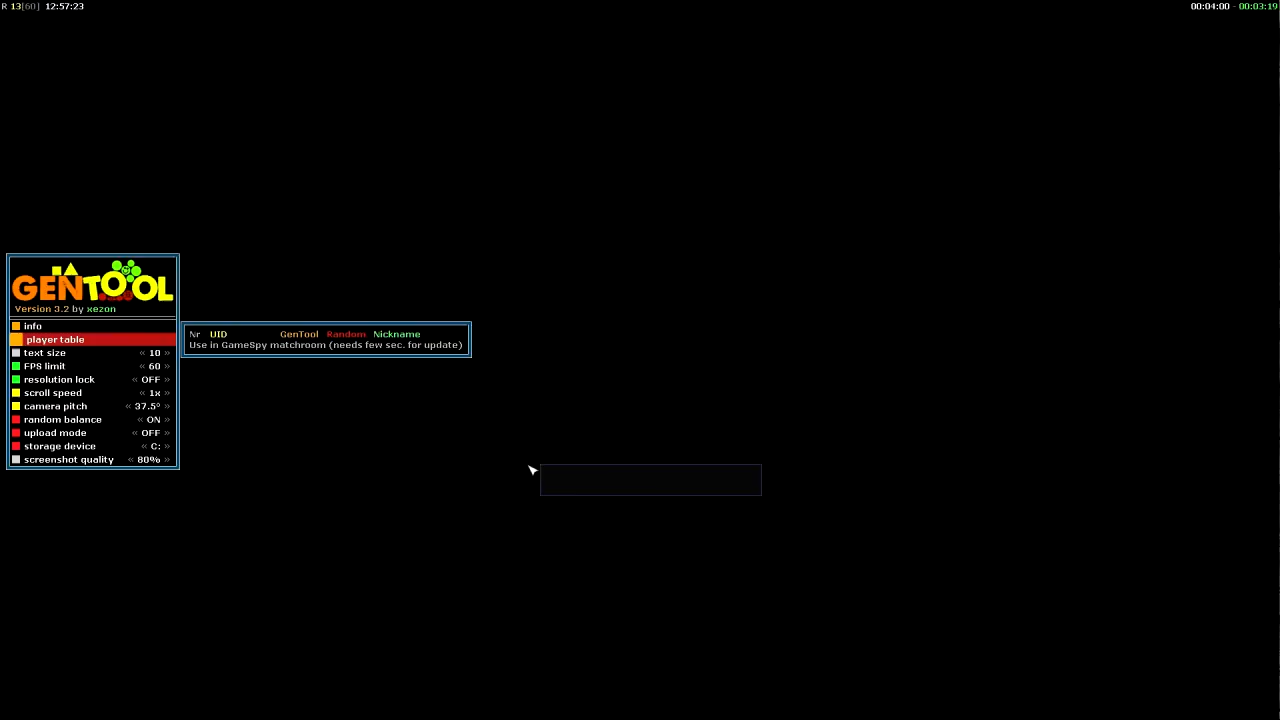 R 13[60] 12:57:23
00:04:00 - 00:03:19
GENTOOL
Version 3.2 by xezon
info
player table
Nr UID GenTool Random Nickname
Use in GameSpy matchroom (needs few sec. for update)
text size « 10 »
FPS limit « 60 »
resolution lock « OFF »
scroll speed « 1x »
camera pitch « 37.5° »
random balance « ON »
upload mode « OFF »
storage device « C: »
screenshot quality « 80% »